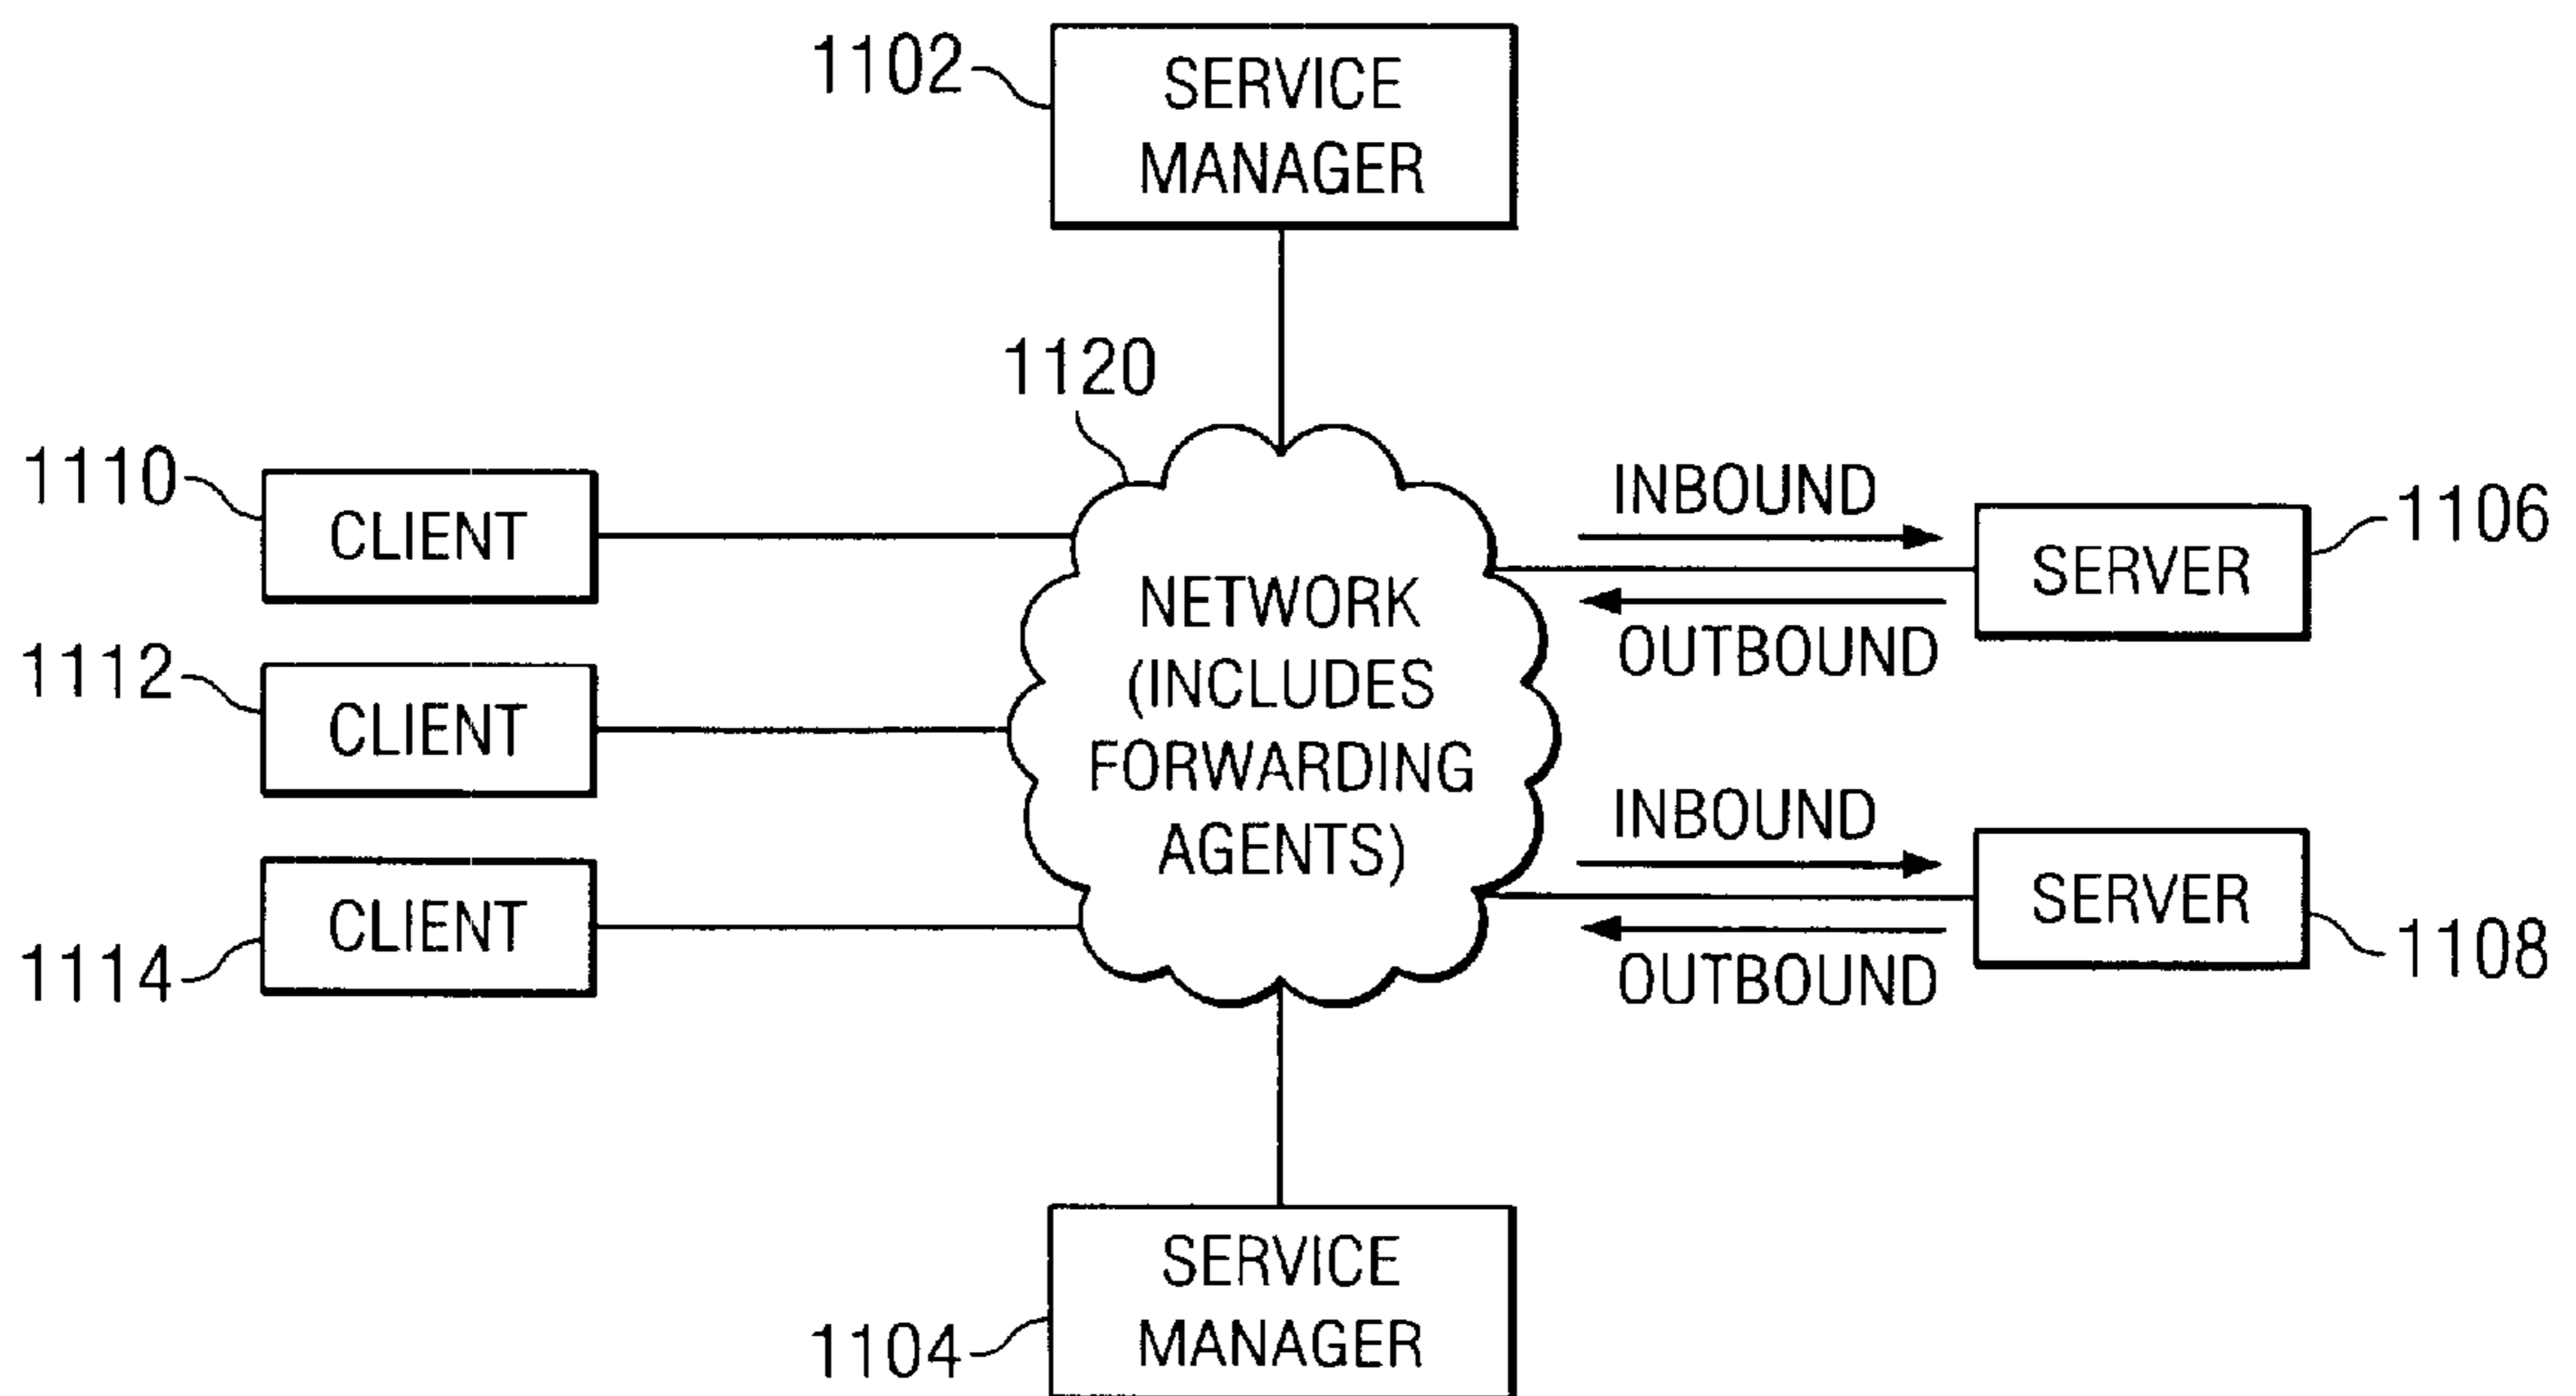 1102
SERVICE
MANAGER
1120
1110
CLIENT
1112
CLIENT
1114
CLIENT
NETWORK
(INCLUDES
FORWARDING
AGENTS)
INBOUND
OUTBOUND
SERVER
1106
INBOUND
OUTBOUND
SERVER
1108
SERVICE
MANAGER
1104